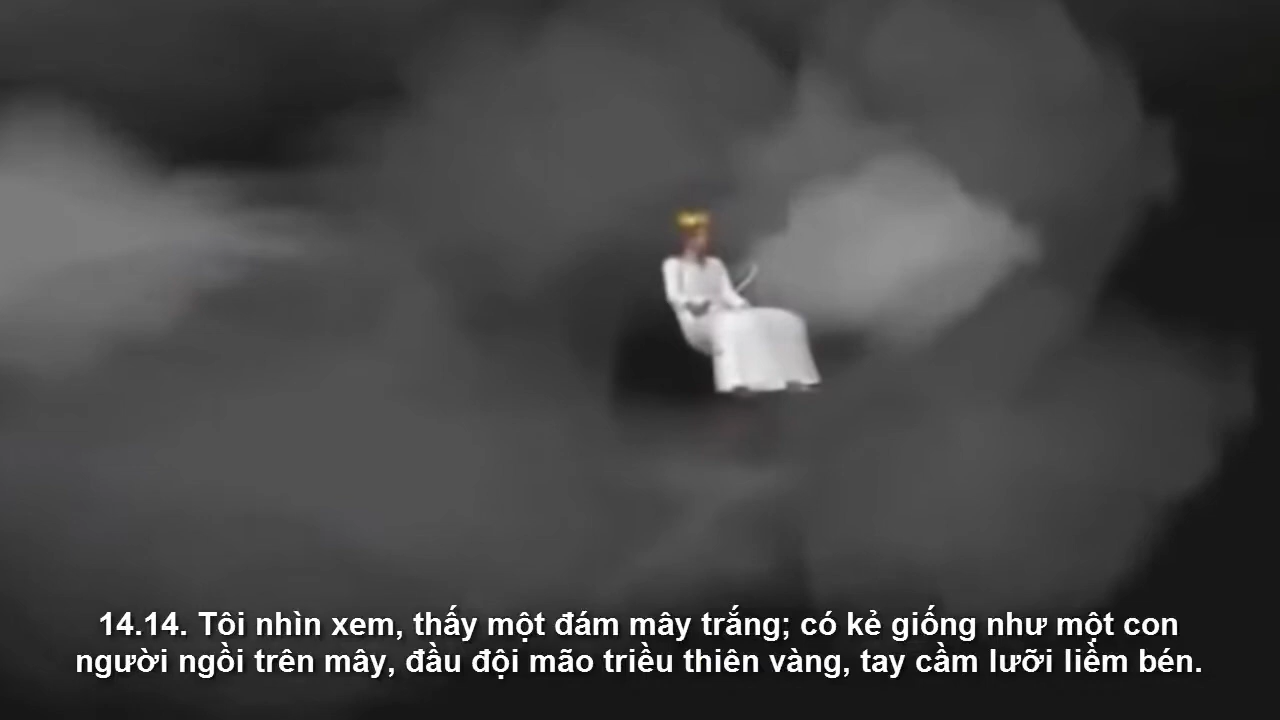 14.14. Tôi nhìn xem, thấy một đám mây trắng; có kẻ giống như một con
người ngồi trên mây, đầu đội mão triều thiên vàng, tay cầm lưỡi liềm bén.